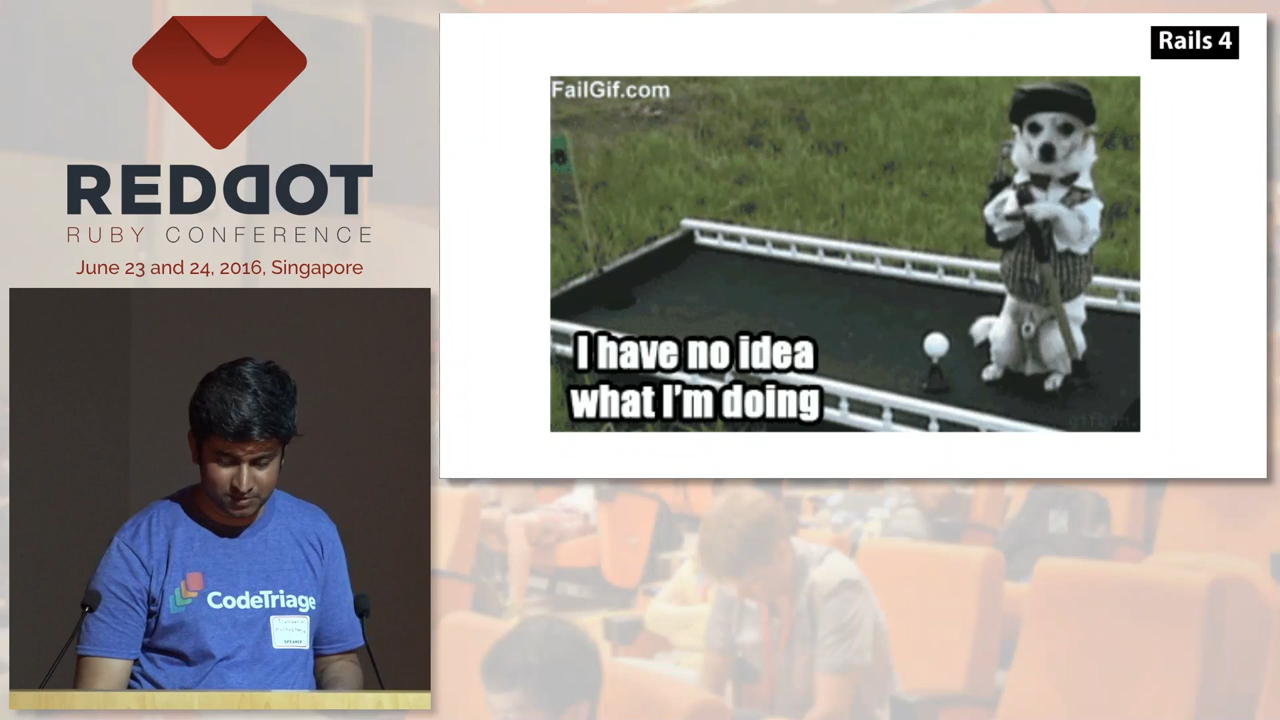 REDDOT
RUBY CONFERENCE
June 23 and 24, 2016, Singapore
Rails 4
FailGif.com
I have no idea
what I'm doing
CodeTriage
SPEAKER